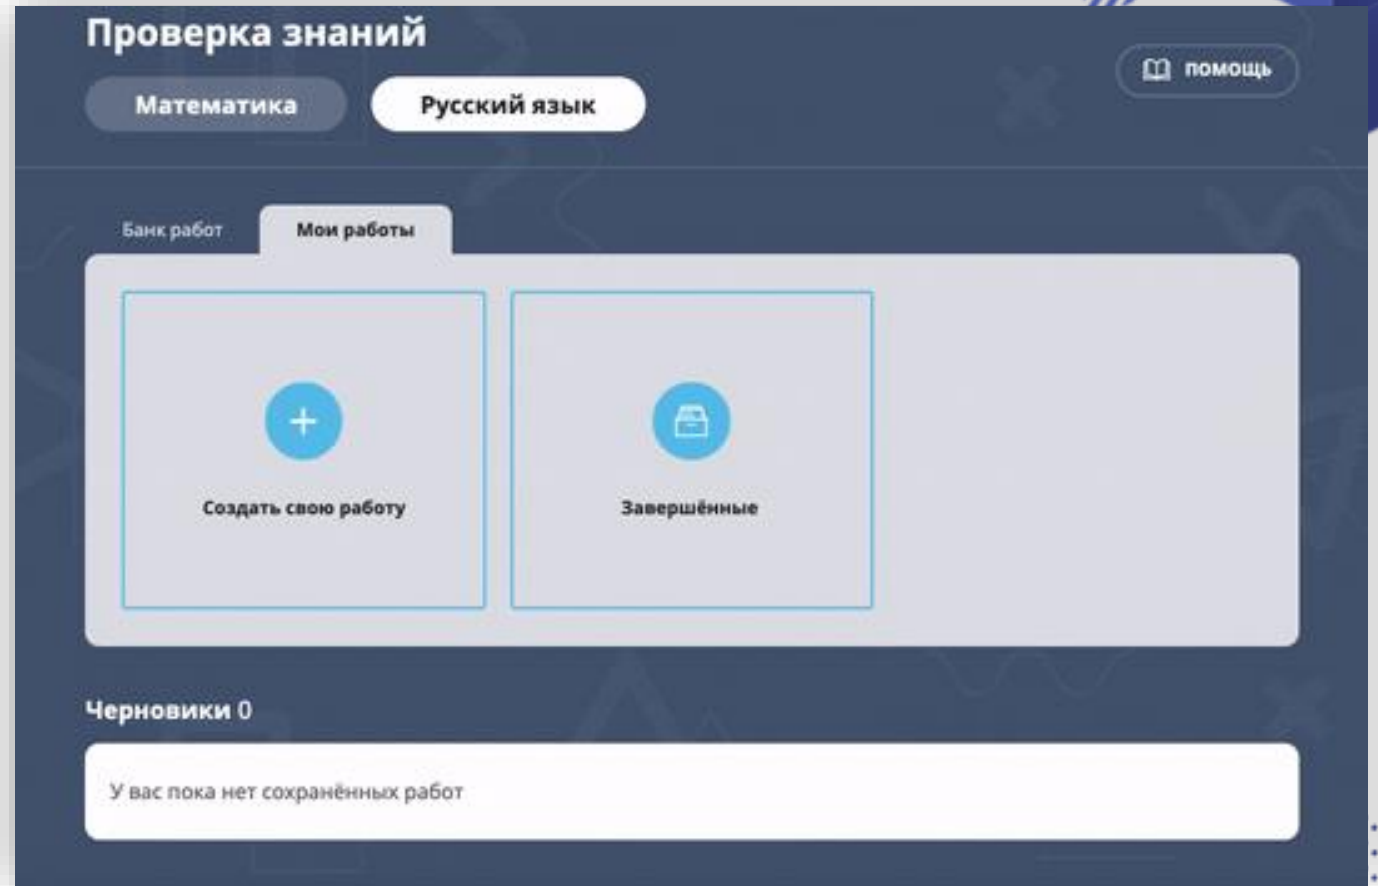 Проверка знаний
помощь
Математика
Русский язык
Банк работ
Мои работы
Создать свою работу
Завершённые
Черновики 0
У вас пока нет сохранённых работ